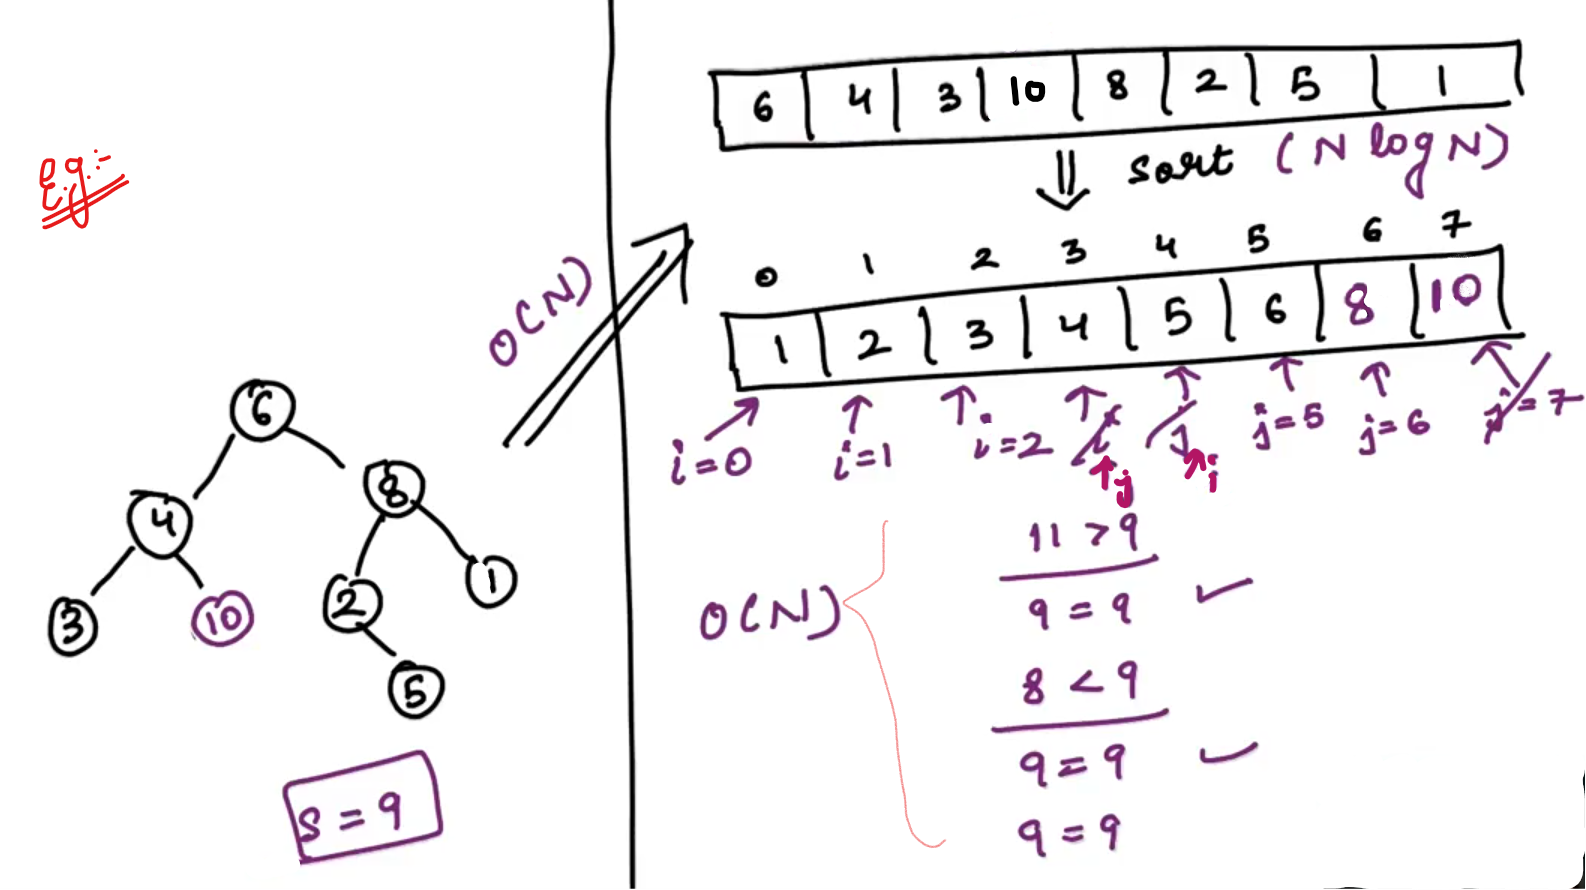 eg:-
6
4 8
3 10 2 1
5
S = 9
O(N)
6 4 3 10 8 2 5 1
⇓ sort (N log N)
0 1 2 3 4 5 6 7
1 2 3 4 5 6 8 10
i=0 i=1 i=2 i j j=5 j=6 j=7
j i
11 > 9
9 = 9 ✓
8 < 9
9 = 9 ✓
9 = 9
O(N)